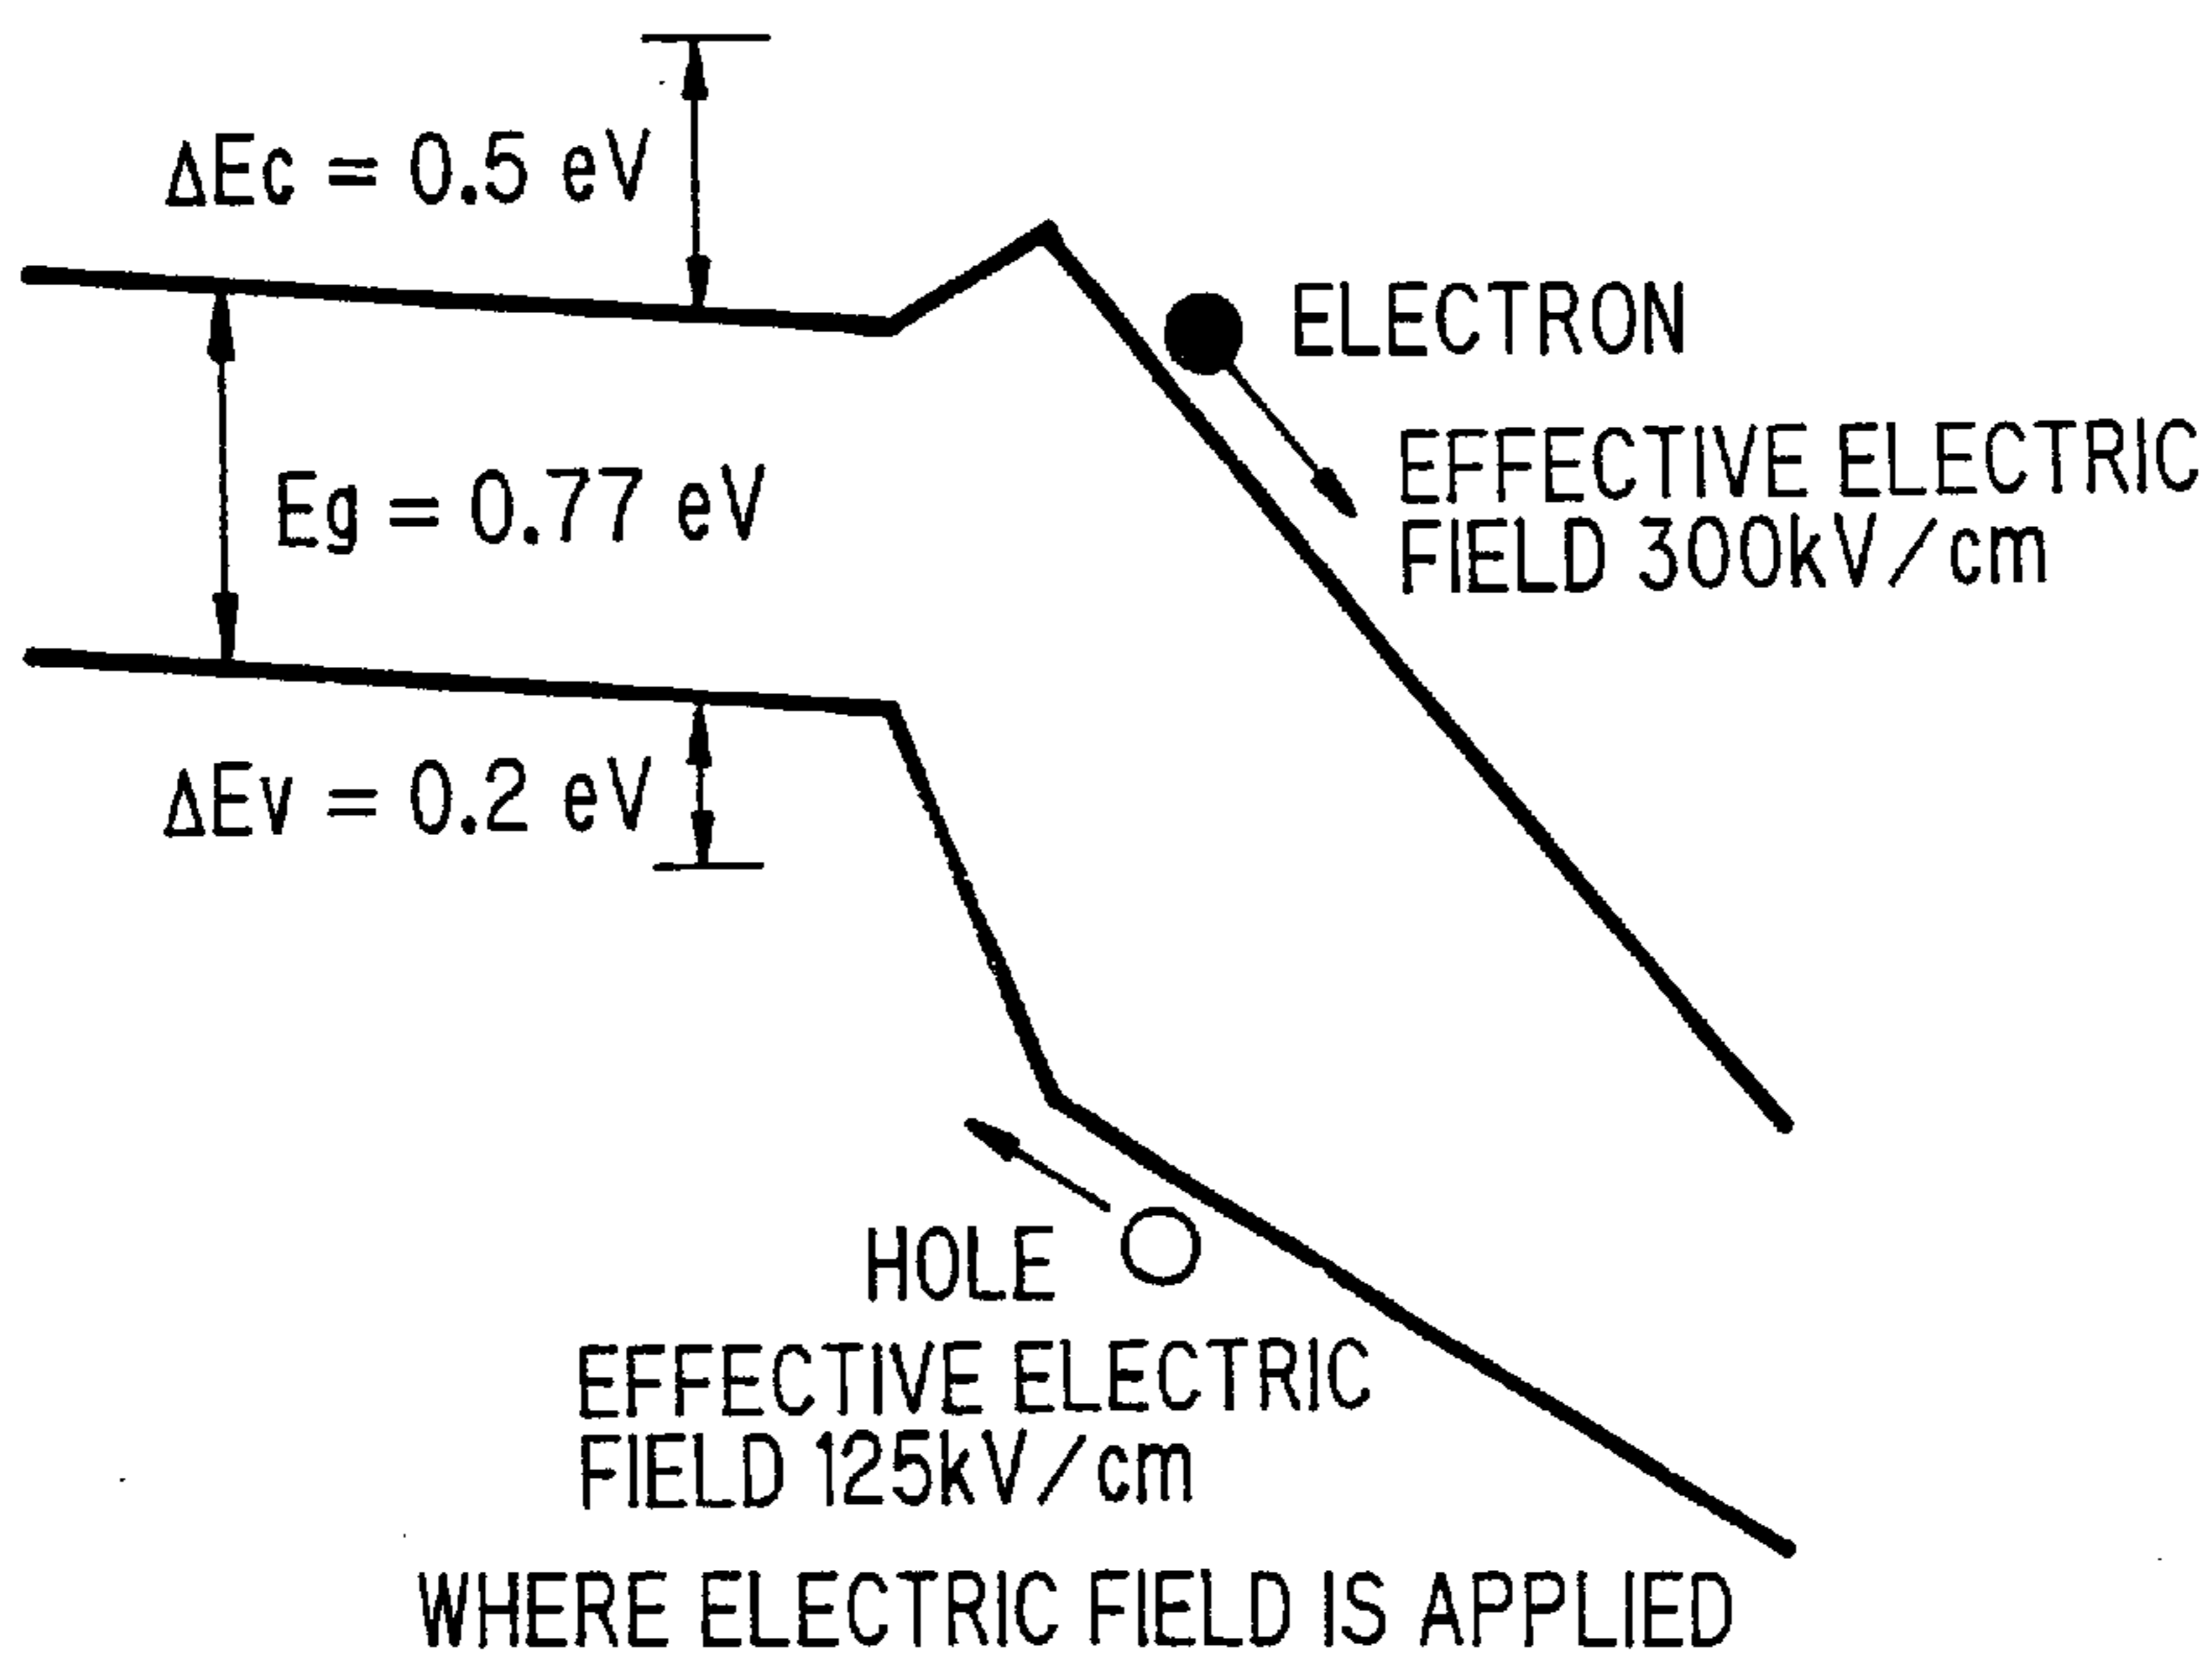 ΔEc = 0.5 eV
ELECTRON
EFFECTIVE ELECTRIC
FIELD 300kV/cm
Eg = 0.77 eV
ΔEv = 0.2 eV
HOLE
EFFECTIVE ELECTRIC
FIELD 125kV/cm
WHERE ELECTRIC FIELD IS APPLIED